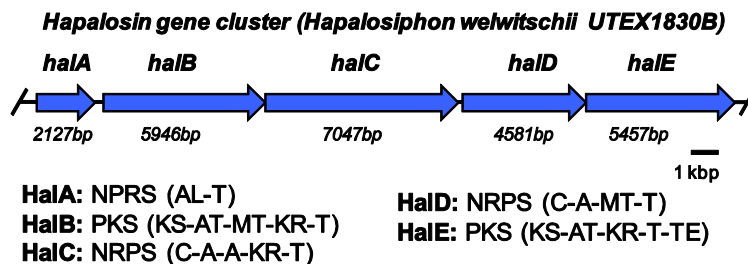 Hapalosin gene cluster (Hapalosiphon welwitschii UTEX1830B)
halA halB halC halD halE
2127bp 5946bp 7047bp 4581bp 5457bp
1 kbp
HalA: NPRS (AL-T)
HalB: PKS (KS-AT-MT-KR-T)
HalC: NRPS (C-A-A-KR-T)
HalD: NRPS (C-A-MT-T)
HalE: PKS (KS-AT-KR-T-TE)